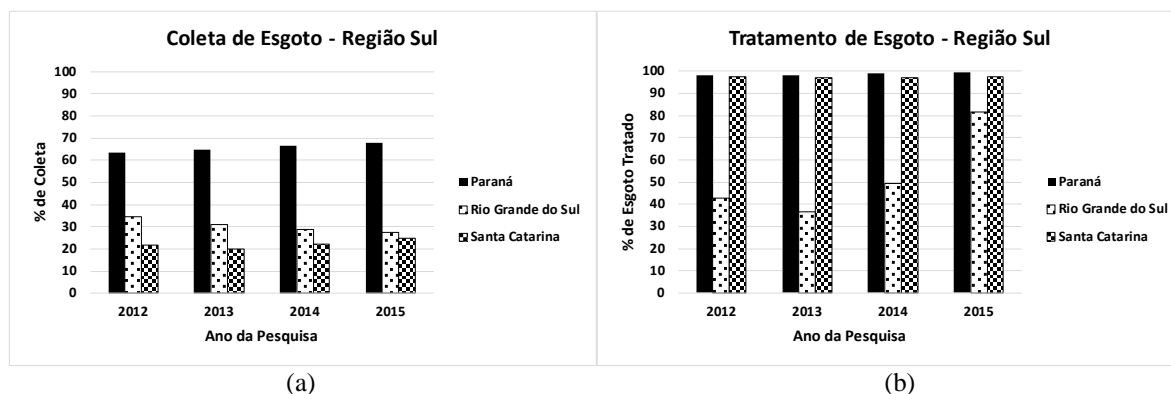 Coleta de Esgoto - Região Sul
100
90
80
70
60
50
40
30
20
10
0
% de Coleta
2012 2013 2014 2015
Ano da Pesquisa
Paraná
Rio Grande do Sul
Santa Catarina
(a)
Tratamento de Esgoto - Região Sul
100
90
80
70
60
50
40
30
20
10
0
% de Esgoto Tratado
2012 2013 2014 2015
Ano da Pesquisa
Paraná
Rio Grande do Sul
Santa Catarina
(b)